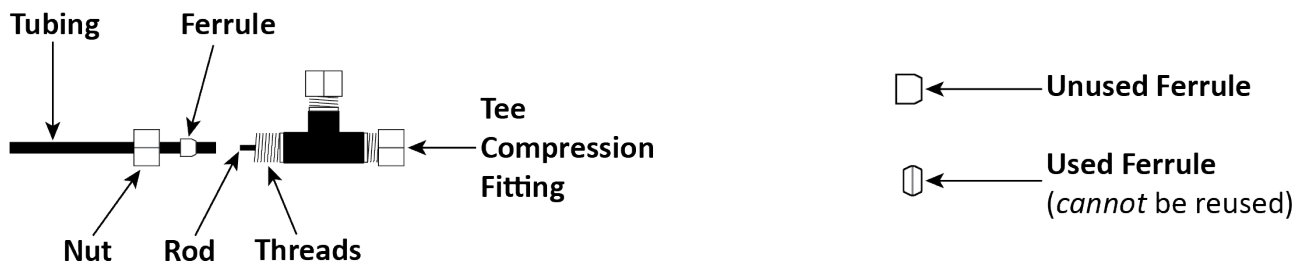 Tubing
Ferrule
Tee
Compression
Fitting
Nut
Rod
Threads
Unused Ferrule
Used Ferrule
(cannot be reused)